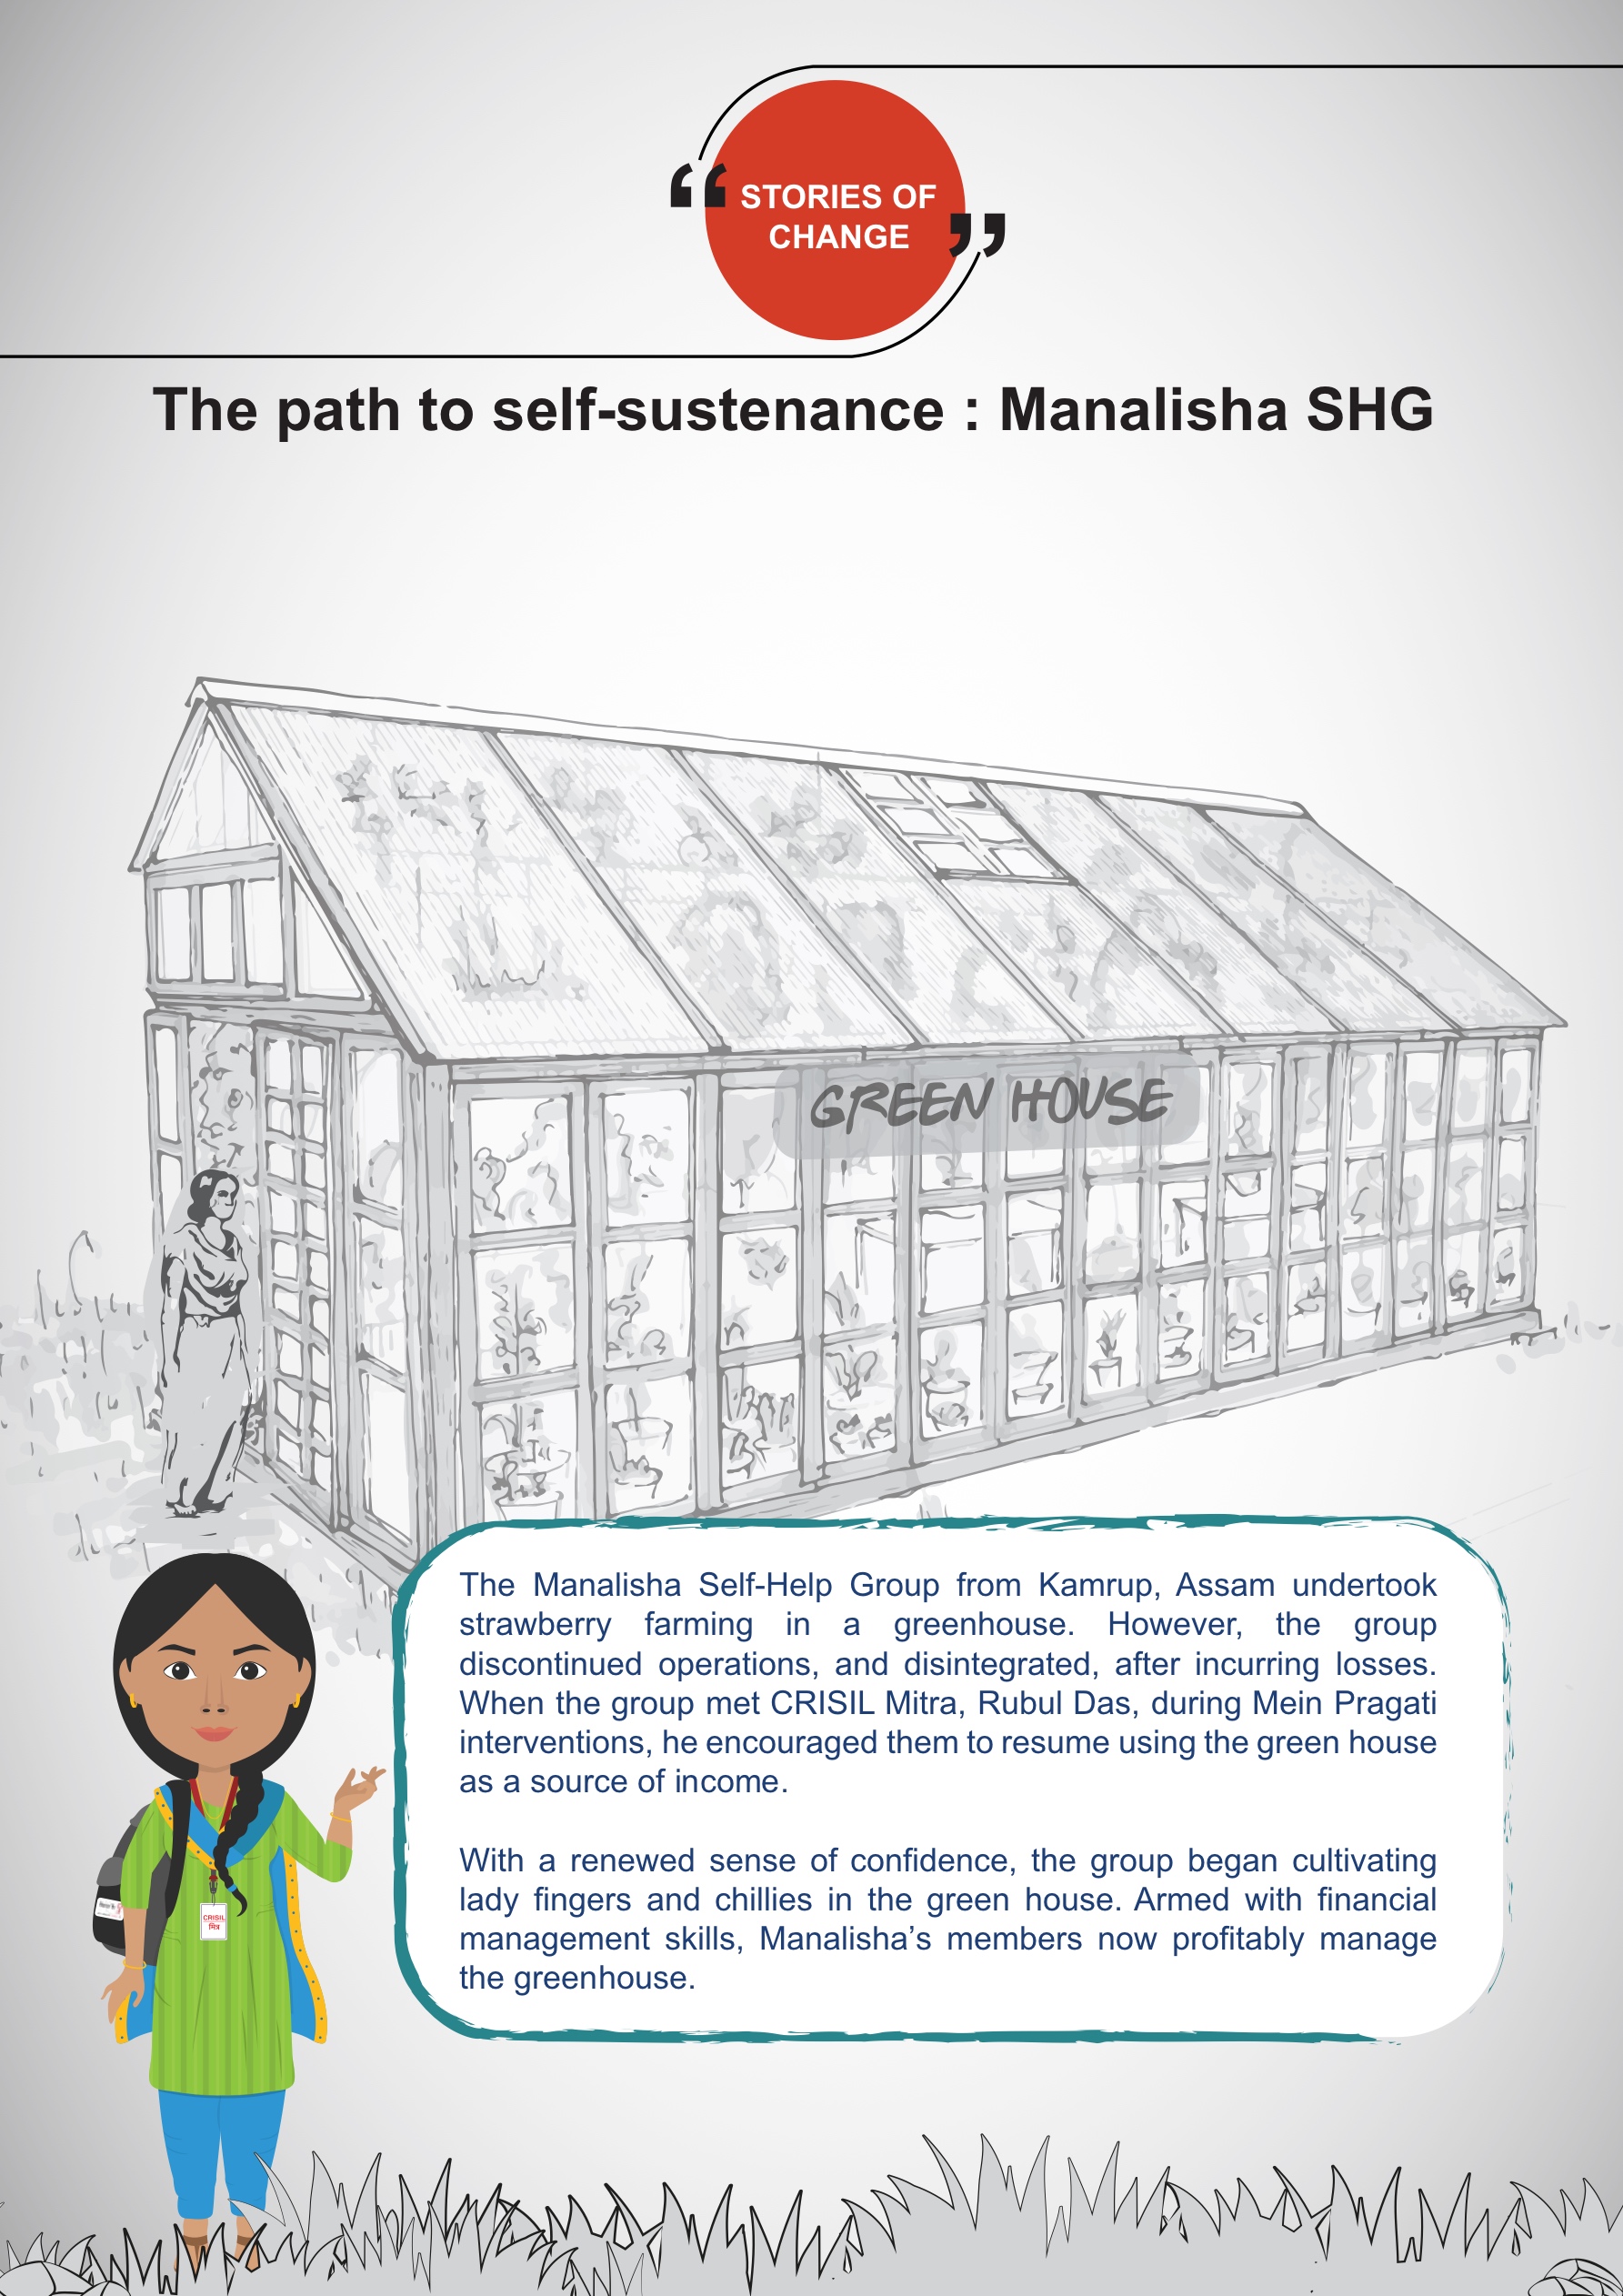 “ STORIES OF
CHANGE ”
The path to self-sustenance : Manalisha SHG
GREEN HOUSE
The Manalisha Self-Help Group from Kamrup, Assam undertook
strawberry farming in a greenhouse. However, the group
discontinued operations, and disintegrated, after incurring losses.
When the group met CRISIL Mitra, Rubul Das, during Mein Pragati
interventions, he encouraged them to resume using the green house
as a source of income.
With a renewed sense of confidence, the group began cultivating
lady fingers and chillies in the green house. Armed with financial
management skills, Manalisha’s members now profitably manage
the greenhouse.
CRISIL
मित्र